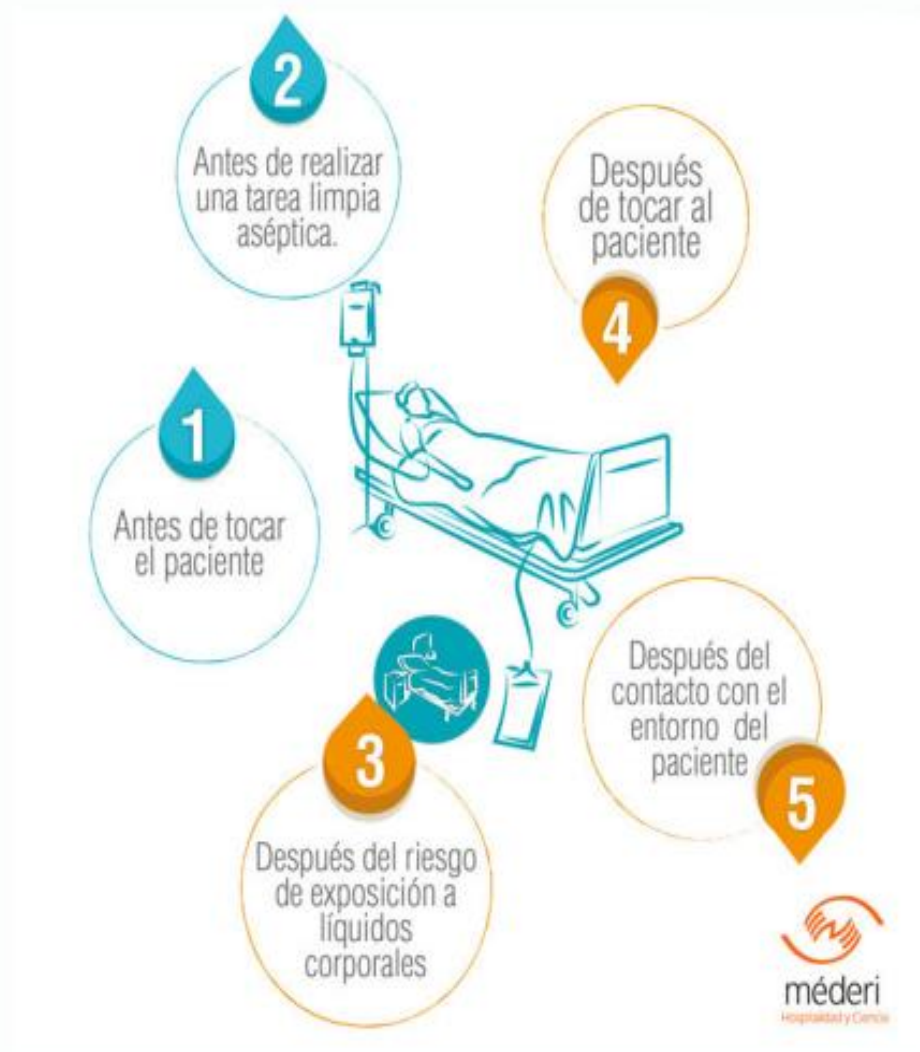 2
Antes de realizar
una tarea limpia
aséptica.
Después
de tocar al
paciente
4
1
Antes de tocar
el paciente
3
Después del riesgo
de exposición a
líquidos
corporales
Después del
contacto con el
entorno del
paciente
5
méderi
Hospitalidad y Ciencia